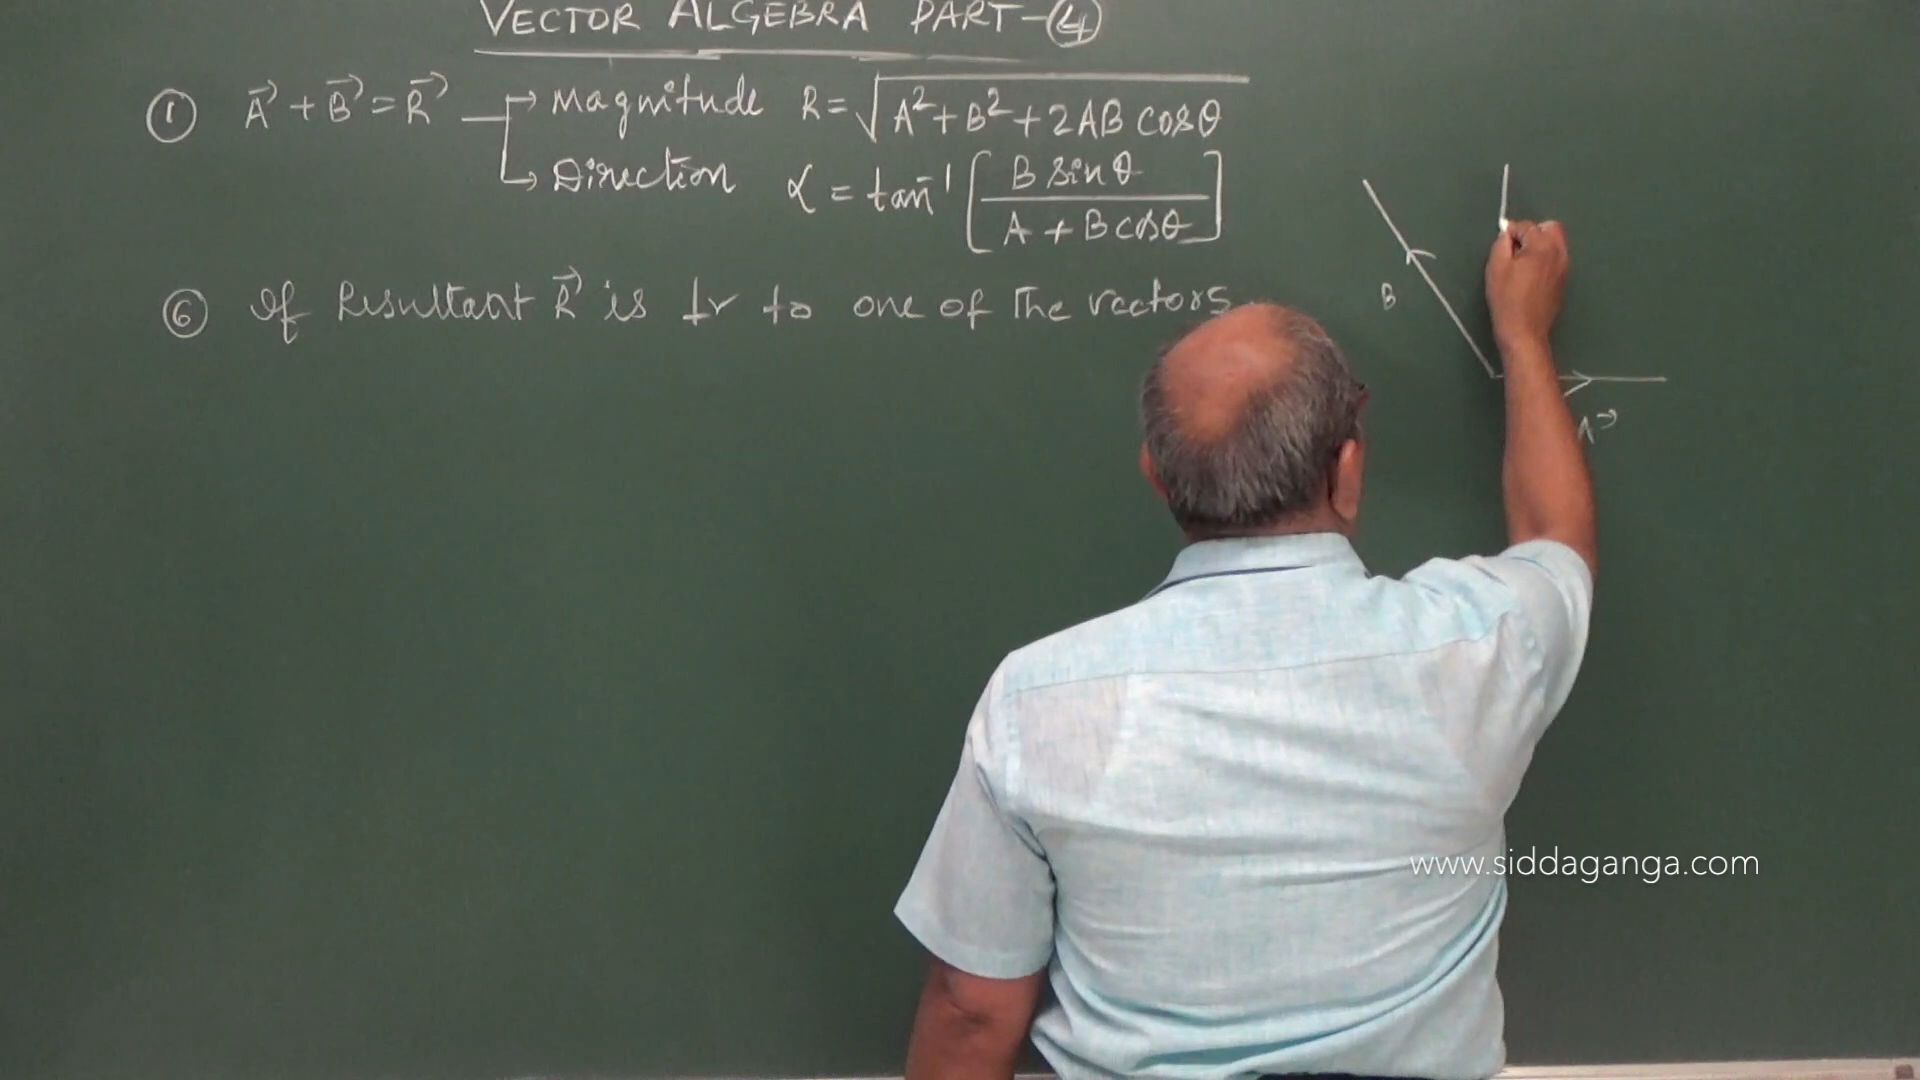 VECTOR ALGEBRA PART-④
① A⃗ + B⃗ = R⃗ → Magnitude R = √(A² + B² + 2AB cosθ)
→ Direction α = tan⁻¹ [B sinθ / A + B cosθ]
⑥ If Resultant R⃗ is ⊥r to one of The vectors
B
A⃗
www.siddaganga.com